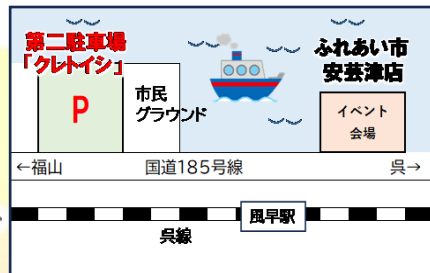 第二駐車場
「クレトイシ」
P
市民
グラウンド
ふれあい市
安芸津店
イベント
会場
←福山
国道185号線
呉→
風早駅
呉線